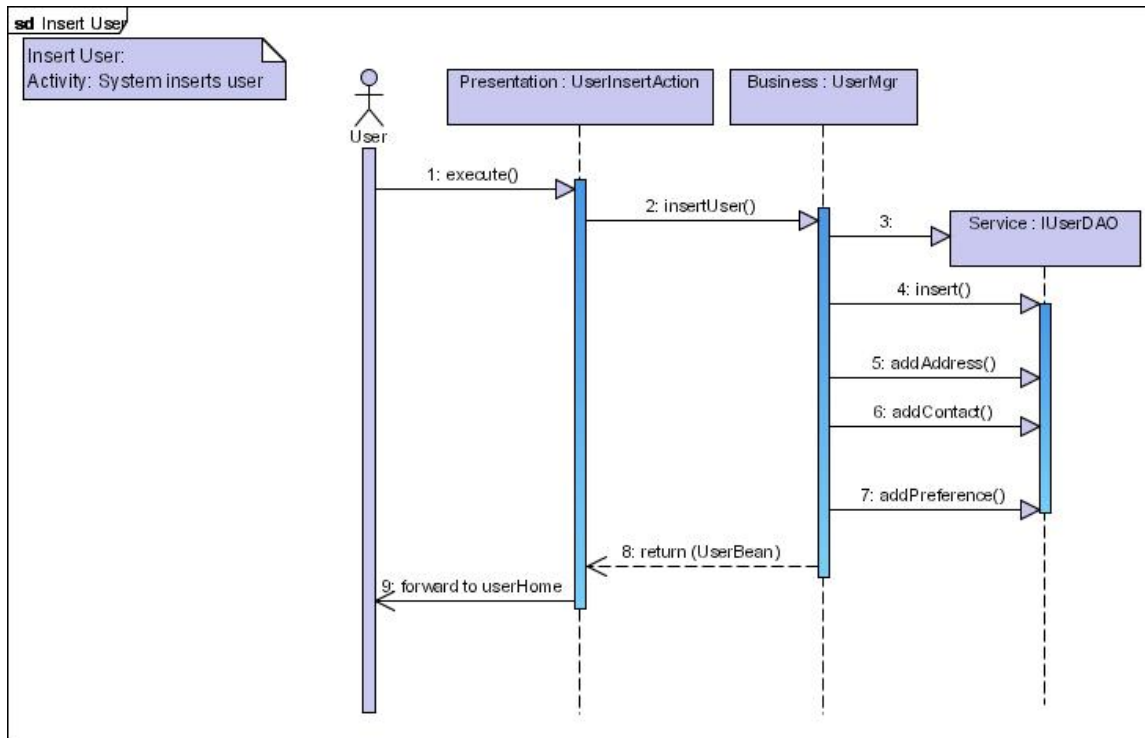 sd Insert User
Insert User:
Activity: System inserts user
User
Presentation : UserInsertAction
Business : UserMgr
1: execute()
2: insertUser()
3:
Service : IUserDAO
4: insert()
5: addAddress()
6: addContact()
7: addPreference()
8: return (UserBean)
9: forward to userHome